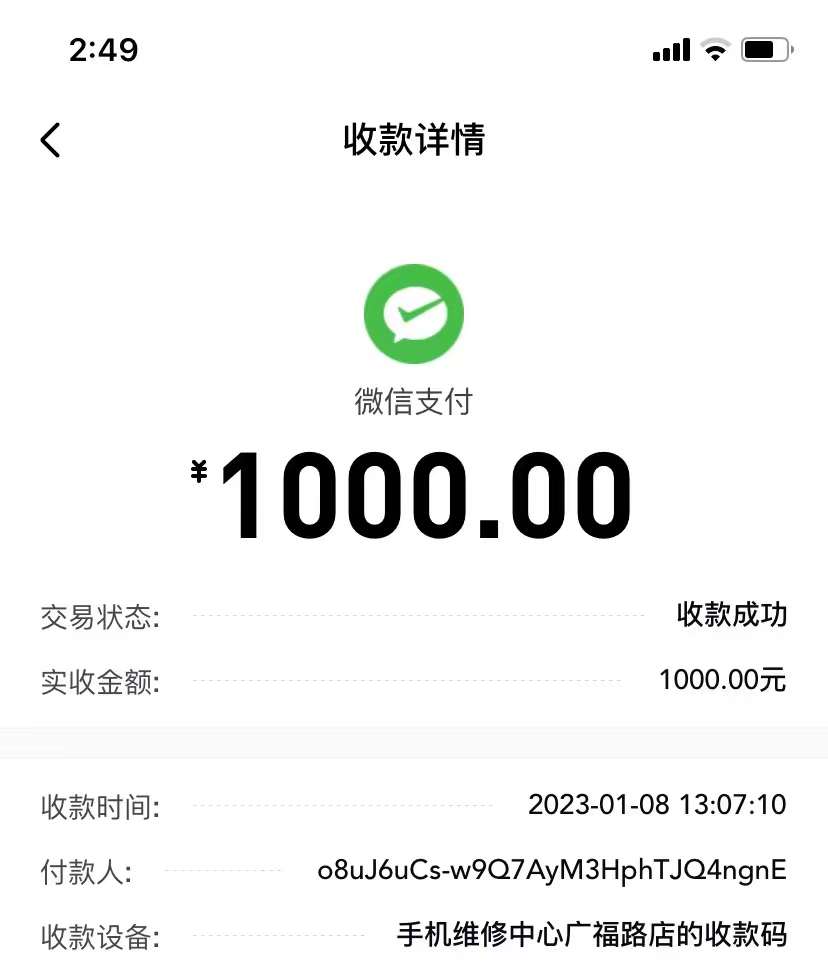 2:49
收款详情
微信支付
¥1000.00
交易状态: 收款成功
实收金额: 1000.00元
收款时间: 2023-01-08 13:07:10
付款人: o8uJ6uCs-w9Q7AyM3HphTJQ4ngnE
收款设备: 手机维修中心广福路店的收款码